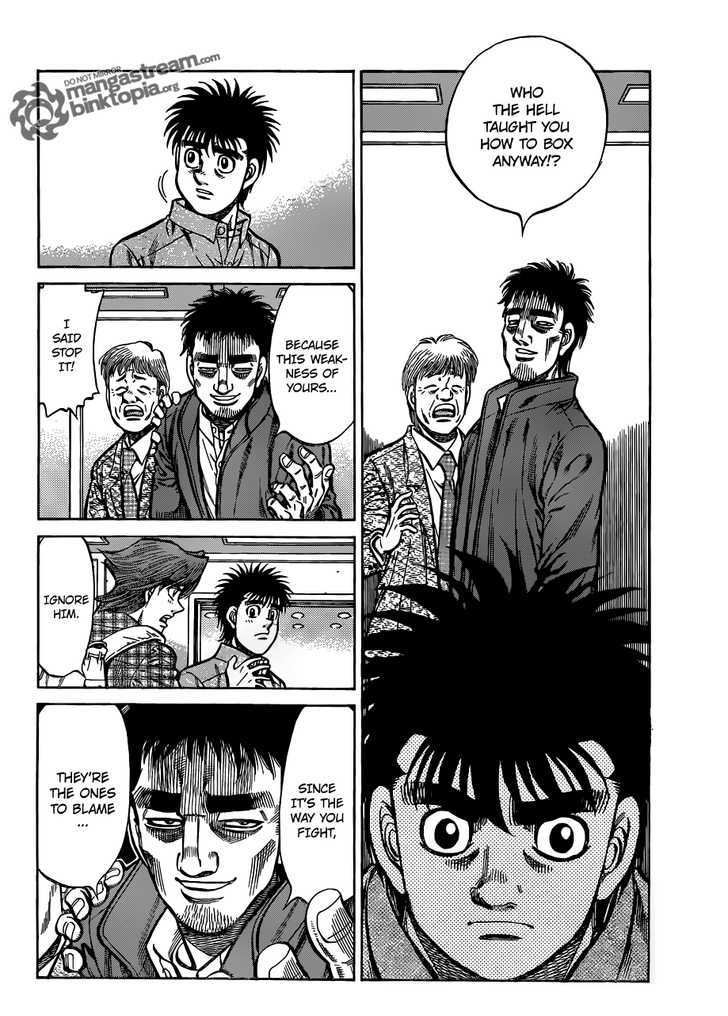 DO NOT MIRROR
mangastream.com
binktopia.org
WHO
THE HELL
TAUGHT YOU
HOW TO BOX
ANYWAY!?
BECAUSE
THIS WEAK-
NESS OF
YOURS...
I
SAID
STOP
IT!
IGNORE
HIM.
SINCE
IT'S THE
WAY YOU
FIGHT,
THEY'RE
THE ONES
TO BLAME
...